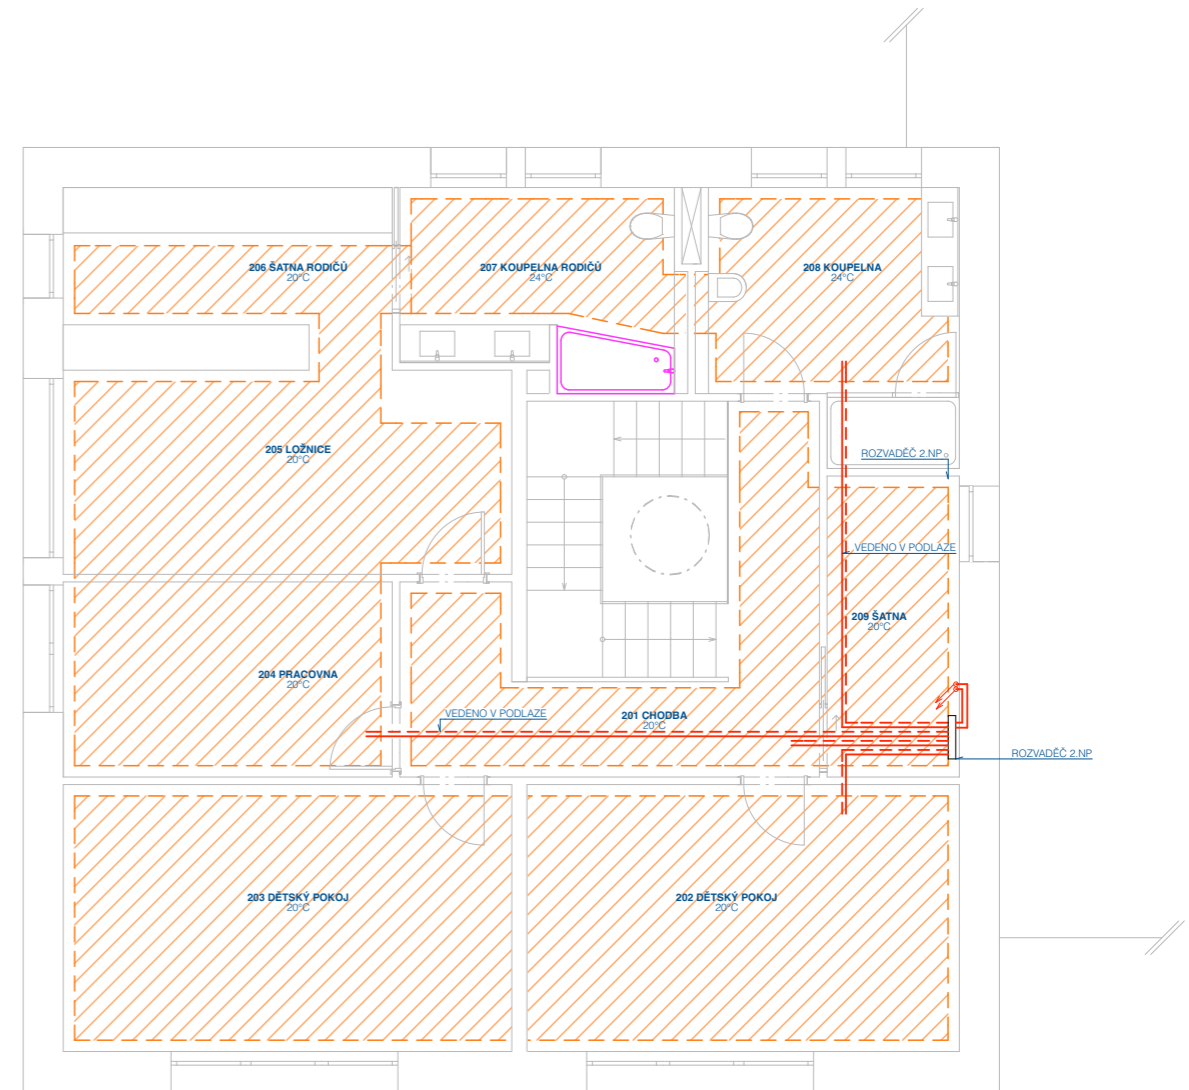 206 ŠATNA RODIČŮ
20°C
207 KOUPELNA RODIČŮ
24°C
208 KOUPELNA
24°C
205 LOŽNICE
20°C
ROZVADĚČ 2.NP
VEDENO V PODLAZE
209 ŠATNA
20°C
204 PRACOVNA
20°C
VEDENO V PODLAZE
201 CHODBA
20°C
ROZVADĚČ 2.NP
203 DĚTSKÝ POKOJ
20°C
202 DĚTSKÝ POKOJ
20°C